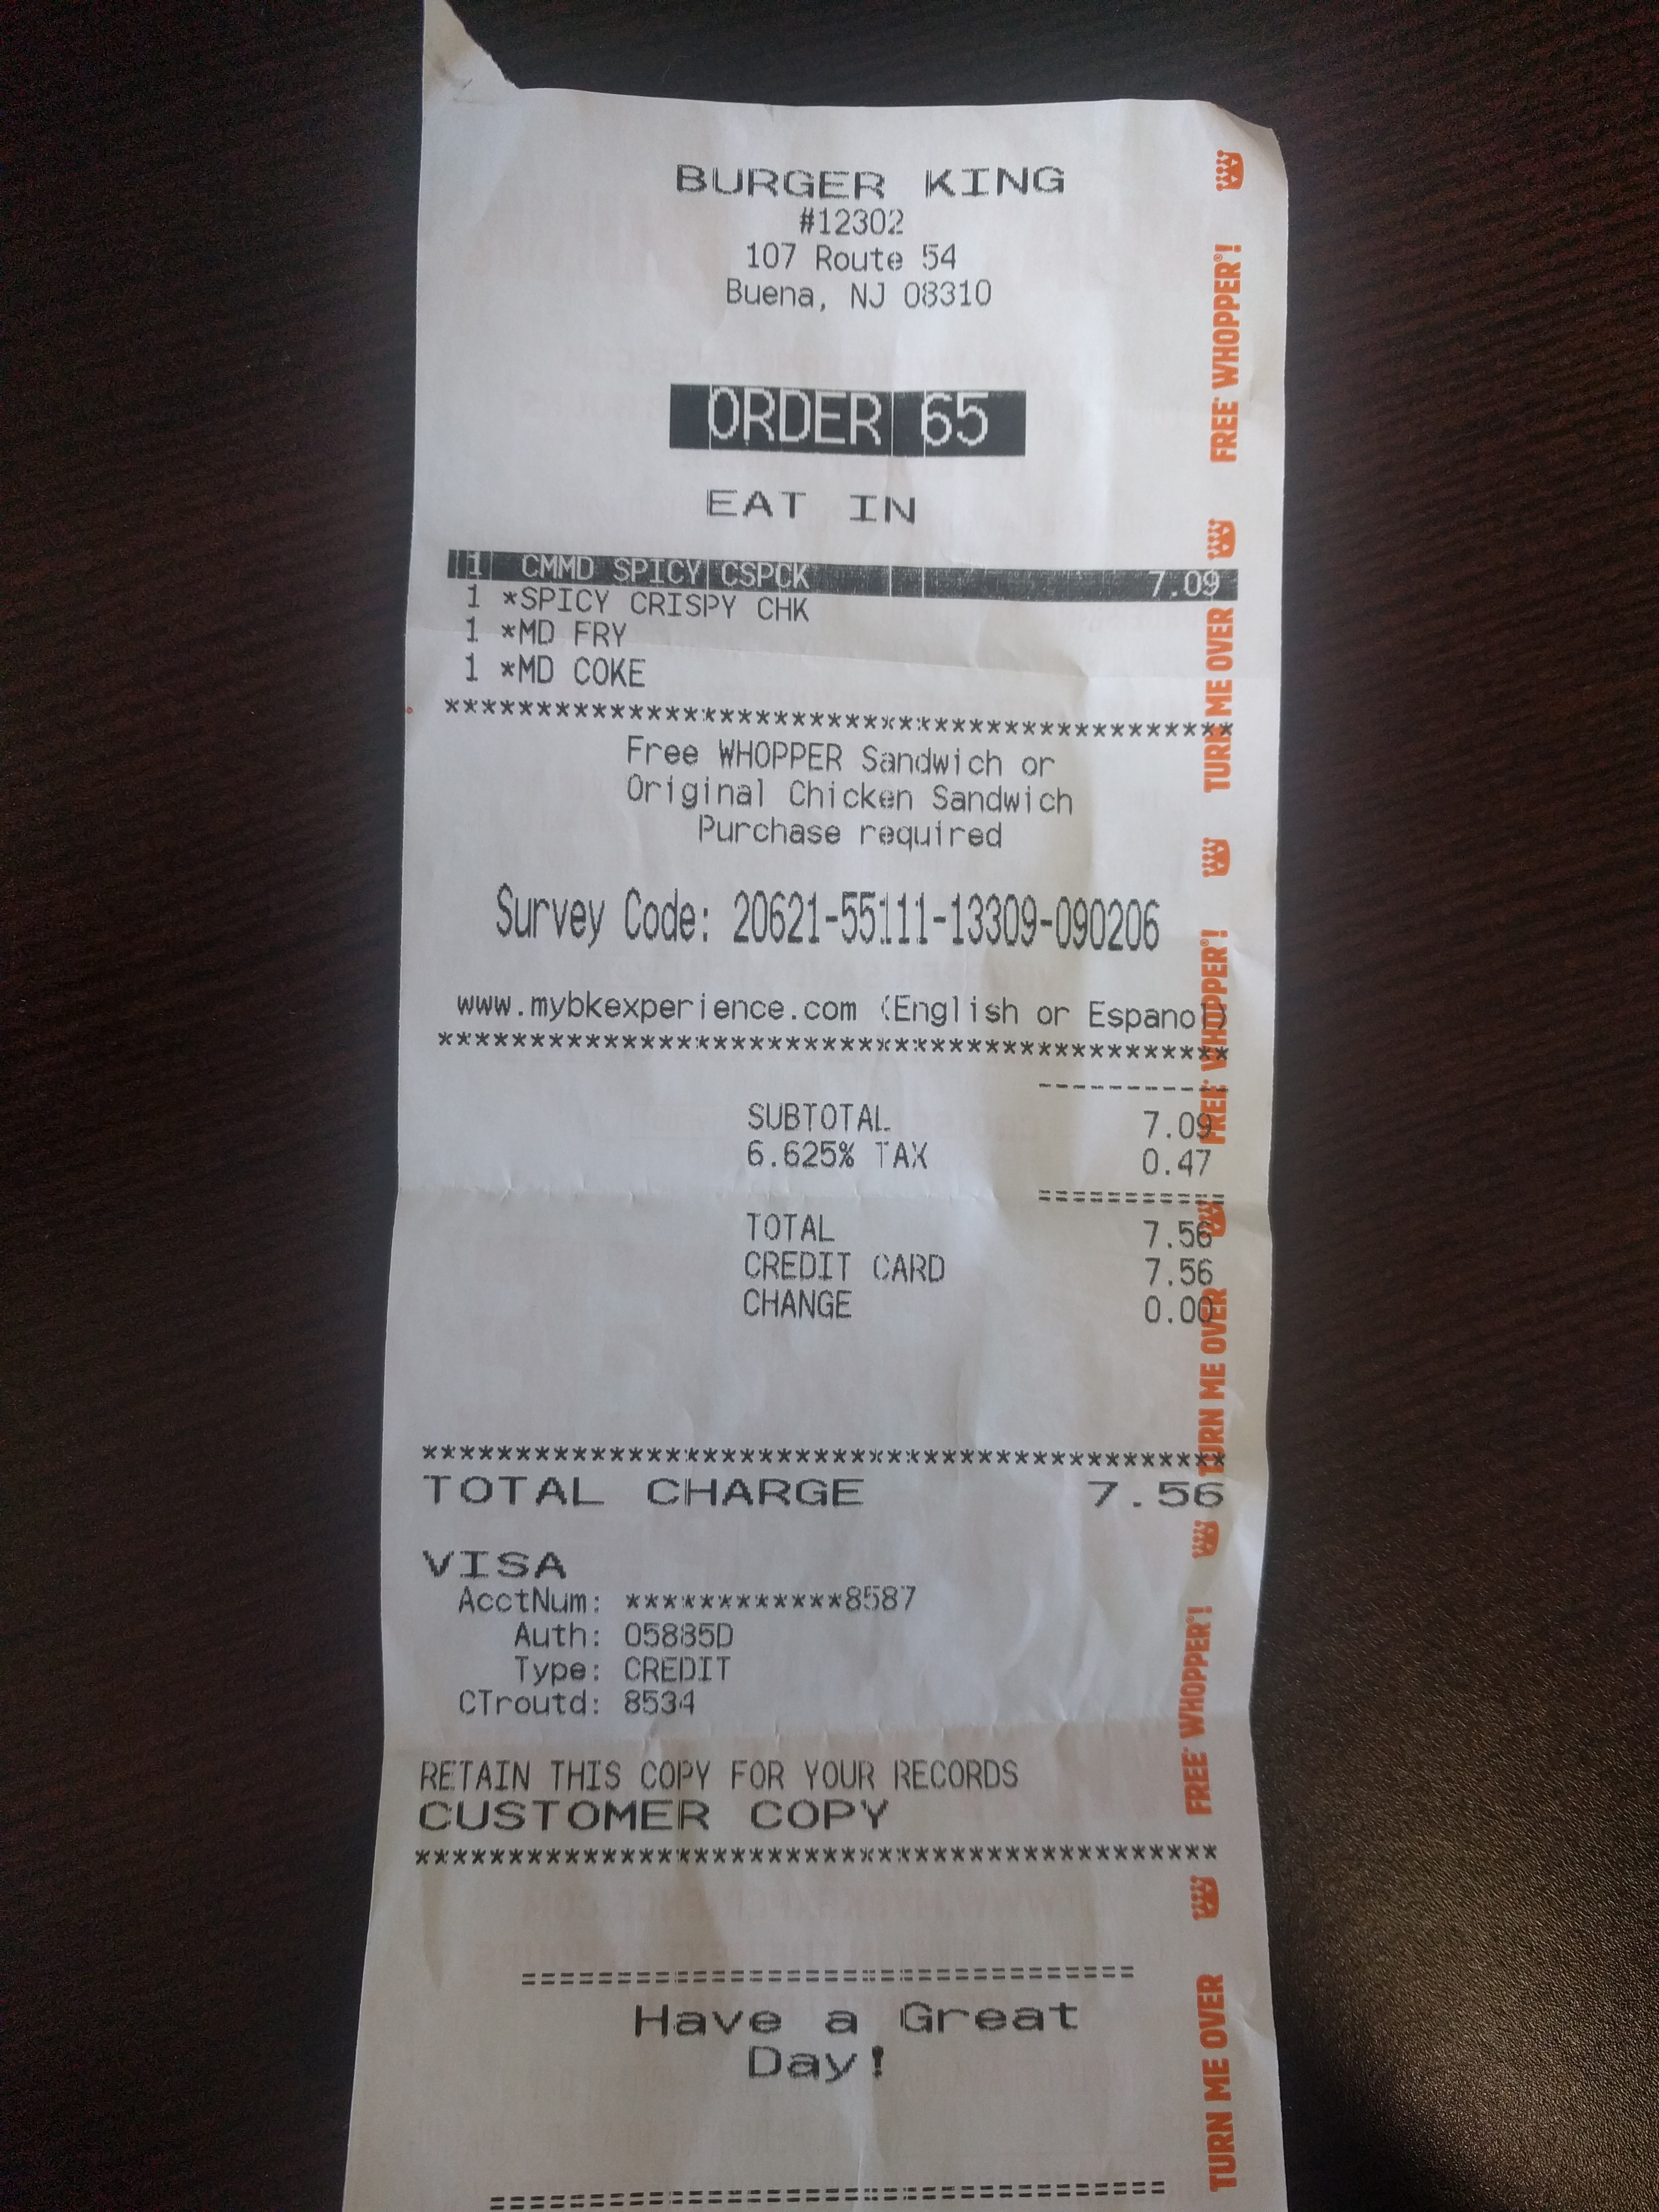 BURGER KING
#12302
107 Route 54
Buena, NJ 08310
ORDER 65
EAT IN
1 CMMD SPICY CSPCK 7.09
1 *SPICY CRISPY CHK
1 *MD FRY
1 *MD COKE
*******************************************
Free WHOPPER Sandwich or
Original Chicken Sandwich
Purchase required
Survey Code: 20621-55111-13309-090206
www.mybkexperience.com (English or Espanol)
*******************************************
----------
SUBTOTAL 7.09
6.625% TAX 0.47
==========
TOTAL 7.56
CREDIT CARD 7.56
CHANGE 0.00
*******************************************
TOTAL CHARGE 7.56
VISA
AcctNum: ************8587
Auth: 05885D
Type: CREDIT
CTroutd: 8534
RETAIN THIS COPY FOR YOUR RECORDS
CUSTOMER COPY
*******************************************
==================================
Have a Great
Day!
==================================
FREE WHOPPER®!
TURN ME OVER
FREE WHOPPER®!
TURN ME OVER
FREE WHOPPER®!
TURN ME OVER